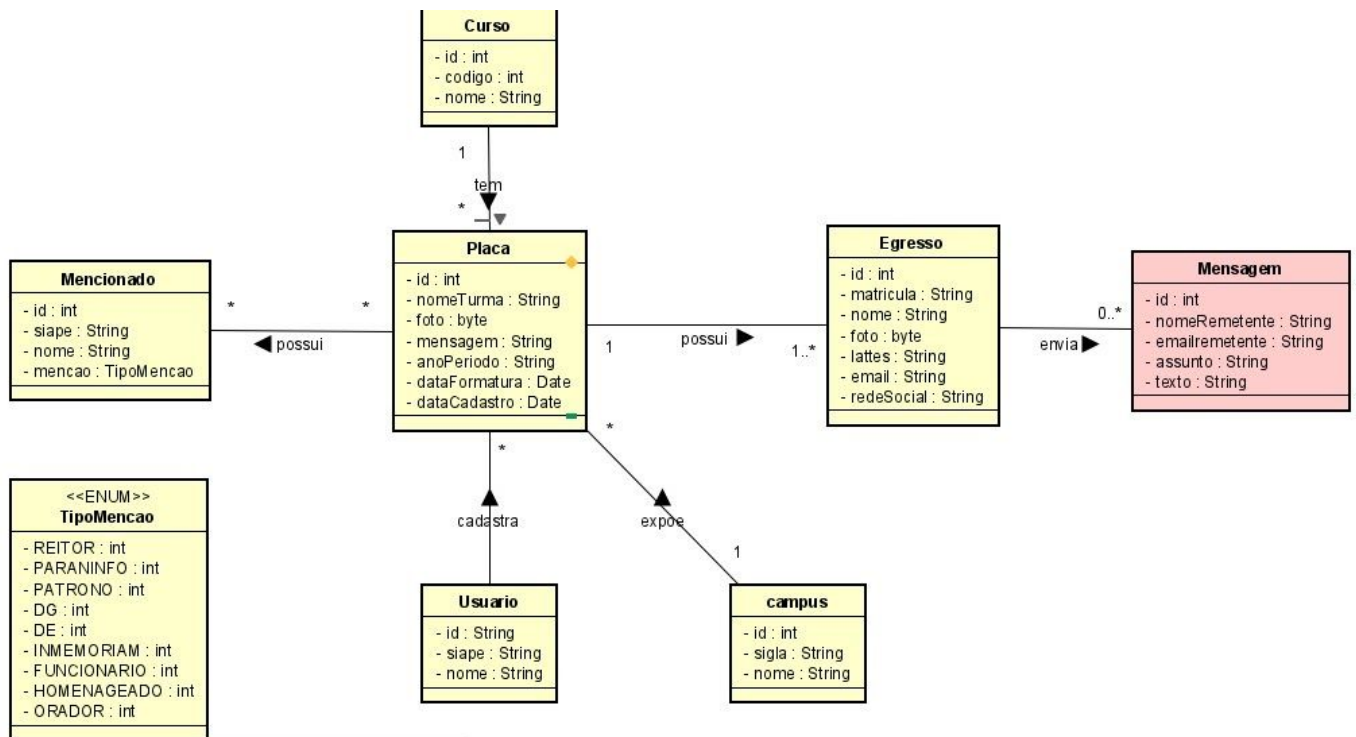 Curso
- id : int
- codigo : int
- nome : String
1
tem
*
Placa
- id : int
- nomeTurma : String
- foto : byte
- mensagem : String
- anoPeriodo : String
- dataFormatura : Date
- dataCadastro : Date
Mencionado
- id : int
- siape : String
- nome : String
- mencao : TipoMencao
*
*
possui
Egresso
- id : int
- matricula : String
- nome : String
- foto : byte
- lattes : String
- email : String
- redeSocial : String
1
possui
1..*
Mensagem
- id : int
- nomeRemetente : String
- emailremetente : String
- assunto : String
- texto : String
0..*
envia
<<ENUM>>
TipoMencao
- REITOR : int
- PARANINFO : int
- PATRONO : int
- DG : int
- DE : int
- INMEMORIAM : int
- FUNCIONARIO : int
- HOMENAGEADO : int
- ORADOR : int
*
cadastra
Usuario
- id : String
- siape : String
- nome : String
*
expoe
1
campus
- id : int
- sigla : String
- nome : String